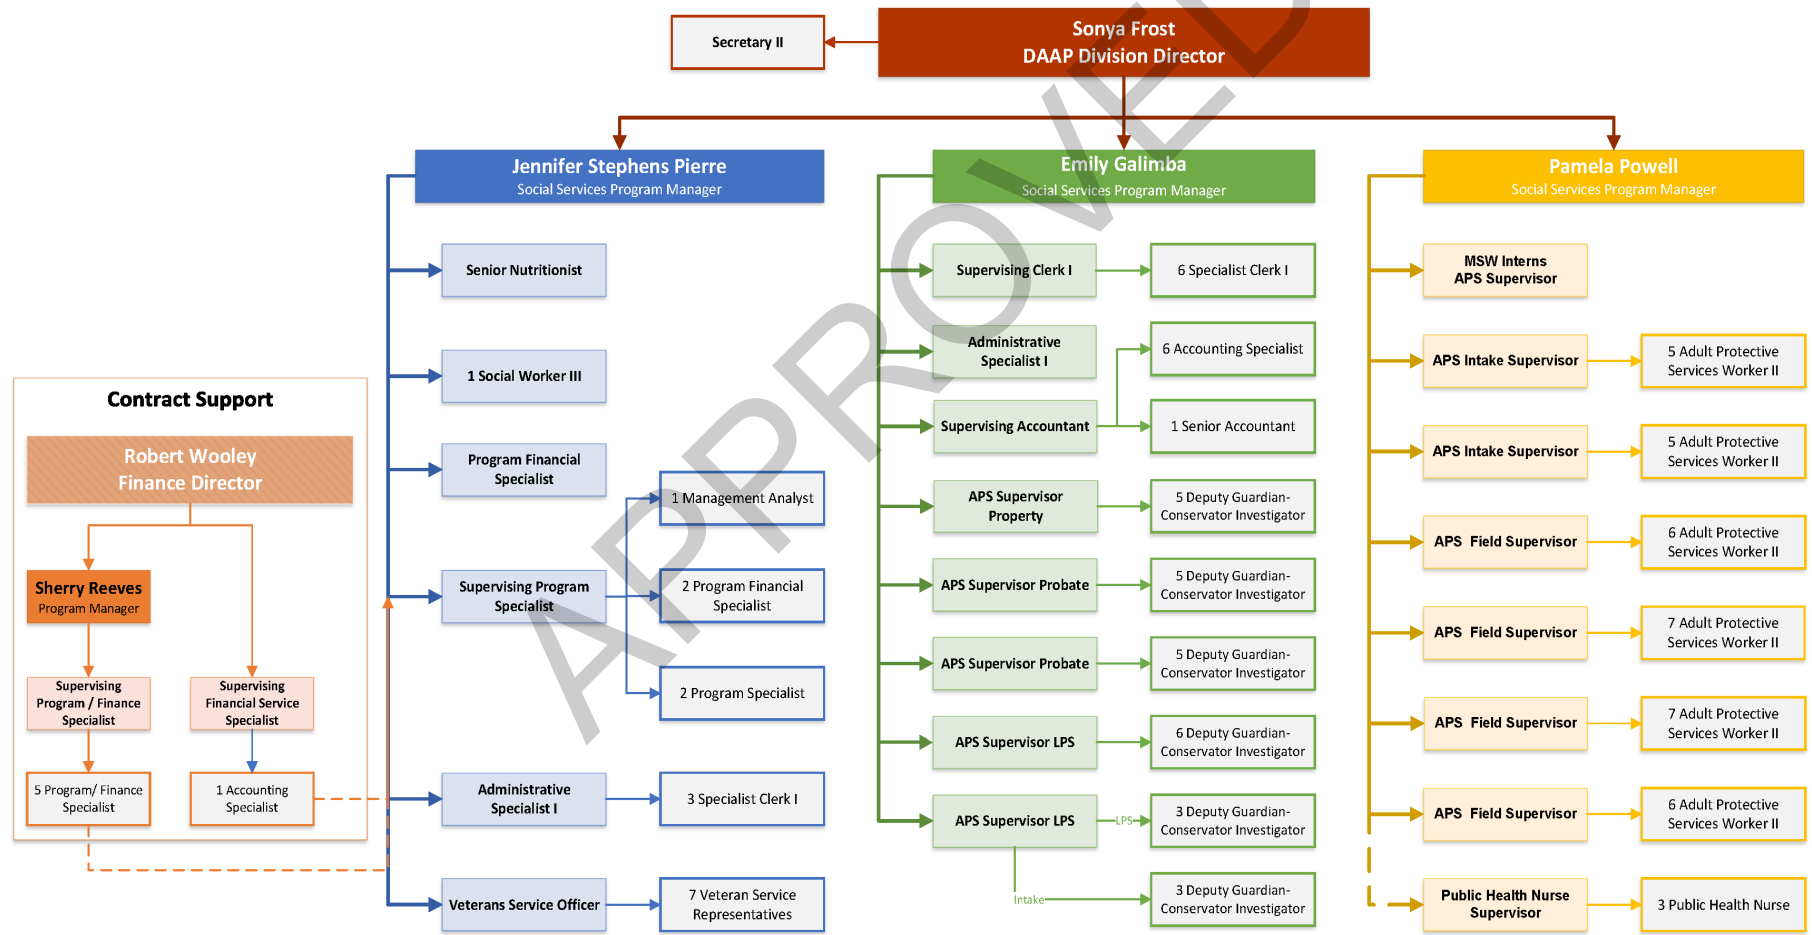 Secretary II
Sonya Frost
DAAP Division Director
Jennifer Stephens Pierre
Social Services Program Manager
Emily Galimba
Social Services Program Manager
Pamela Powell
Social Services Program Manager
Senior Nutritionist
1 Social Worker III
Program Financial
Specialist
Supervising Program
Specialist
1 Management Analyst
2 Program Financial
Specialist
2 Program Specialist
Administrative
Specialist I
3 Specialist Clerk I
Veterans Service Officer
7 Veteran Service
Representatives
Contract Support
Robert Wooley
Finance Director
Sherry Reeves
Program Manager
Supervising
Program / Finance
Specialist
Supervising
Financial Service
Specialist
5 Program/ Finance
Specialist
1 Accounting
Specialist
Supervising Clerk I
6 Specialist Clerk I
Administrative
Specialist I
6 Accounting Specialist
Supervising Accountant
1 Senior Accountant
APS Supervisor
Property
5 Deputy Guardian-
Conservator Investigator
APS Supervisor Probate
5 Deputy Guardian-
Conservator Investigator
APS Supervisor Probate
5 Deputy Guardian-
Conservator Investigator
APS Supervisor LPS
6 Deputy Guardian-
Conservator Investigator
APS Supervisor LPS
LPS
3 Deputy Guardian-
Conservator Investigator
Intake
3 Deputy Guardian-
Conservator Investigator
MSW Interns
APS Supervisor
APS Intake Supervisor
5 Adult Protective
Services Worker II
APS Intake Supervisor
5 Adult Protective
Services Worker II
APS Field Supervisor
6 Adult Protective
Services Worker II
APS Field Supervisor
7 Adult Protective
Services Worker II
APS Field Supervisor
7 Adult Protective
Services Worker II
APS Field Supervisor
6 Adult Protective
Services Worker II
Public Health Nurse
Supervisor
3 Public Health Nurse
APPROVED